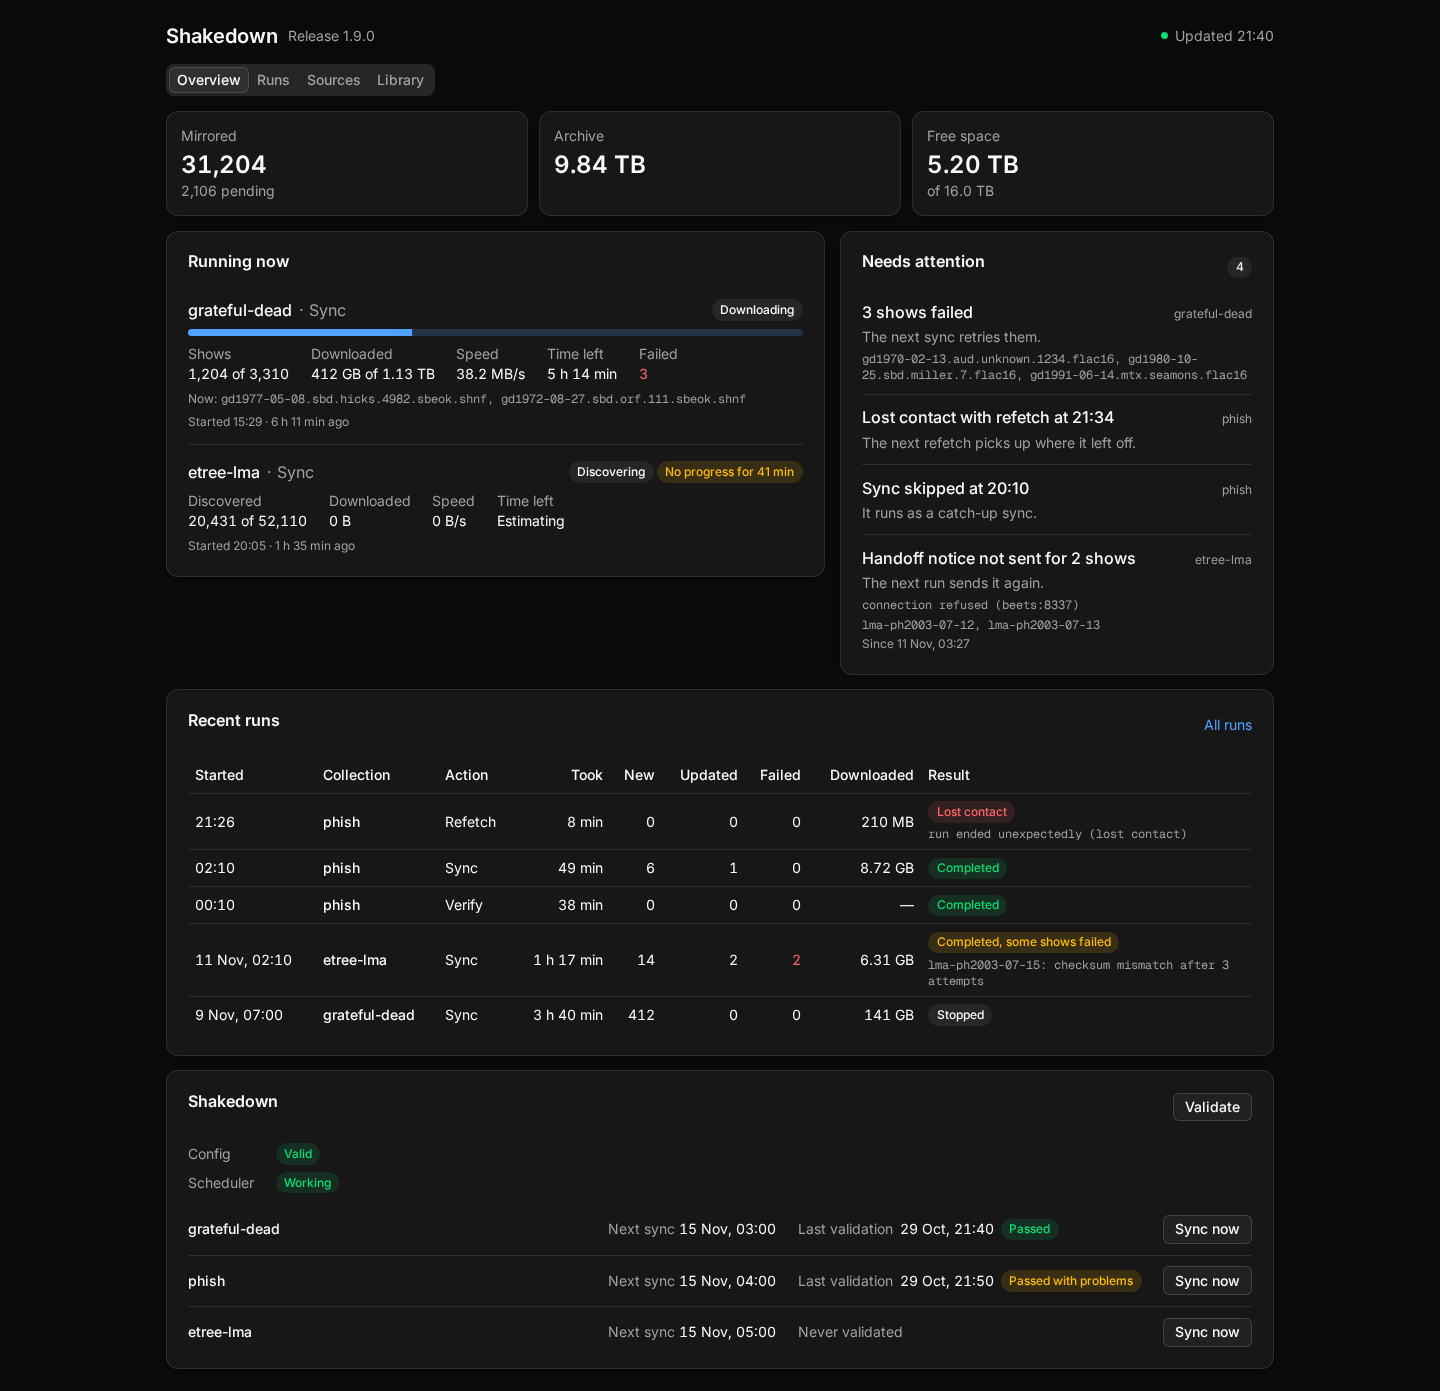 Shakedown Release 1.9.0
Updated 21:40
Overview Runs Sources Library
Mirrored
31,204
2,106 pending
Archive
9.84 TB
Free space
5.20 TB
of 16.0 TB
Running now
grateful-dead · Sync
Downloading
Shows Downloaded Speed Time left Failed
1,204 of 3,310 412 GB of 1.13 TB 38.2 MB/s 5 h 14 min 3
Now: gd1977-05-08.sbd.hicks.4982.sbeok.shnf, gd1972-08-27.sbd.orf.111.sbeok.shnf
Started 15:29 · 6 h 11 min ago
etree-lma · Sync
Discovering No progress for 41 min
Discovered Downloaded Speed Time left
20,431 of 52,110 0 B 0 B/s Estimating
Started 20:05 · 1 h 35 min ago
Needs attention
4
3 shows failed grateful-dead
The next sync retries them.
gd1970-02-13.aud.unknown.1234.flac16, gd1980-10-
25.sbd.miller.7.flac16, gd1991-06-14.mtx.seamons.flac16
Lost contact with refetch at 21:34 phish
The next refetch picks up where it left off.
Sync skipped at 20:10 phish
It runs as a catch-up sync.
Handoff notice not sent for 2 shows etree-lma
The next run sends it again.
connection refused (beets:8337)
lma-ph2003-07-12, lma-ph2003-07-13
Since 11 Nov, 03:27
Recent runs
All runs
Started Collection Action Took New Updated Failed Downloaded Result
21:26 phish Refetch 8 min 0 0 0 210 MB Lost contact
run ended unexpectedly (lost contact)
02:10 phish Sync 49 min 6 1 0 8.72 GB Completed
00:10 phish Verify 38 min 0 0 0 — Completed
11 Nov, 02:10 etree-lma Sync 1 h 17 min 14 2 2 6.31 GB Completed, some shows failed
lma-ph2003-07-15: checksum mismatch after 3
attempts
9 Nov, 07:00 grateful-dead Sync 3 h 40 min 412 0 0 141 GB Stopped
Shakedown
Validate
Config Valid
Scheduler Working
grateful-dead Next sync 15 Nov, 03:00 Last validation 29 Oct, 21:40 Passed Sync now
phish Next sync 15 Nov, 04:00 Last validation 29 Oct, 21:50 Passed with problems Sync now
etree-lma Next sync 15 Nov, 05:00 Never validated Sync now